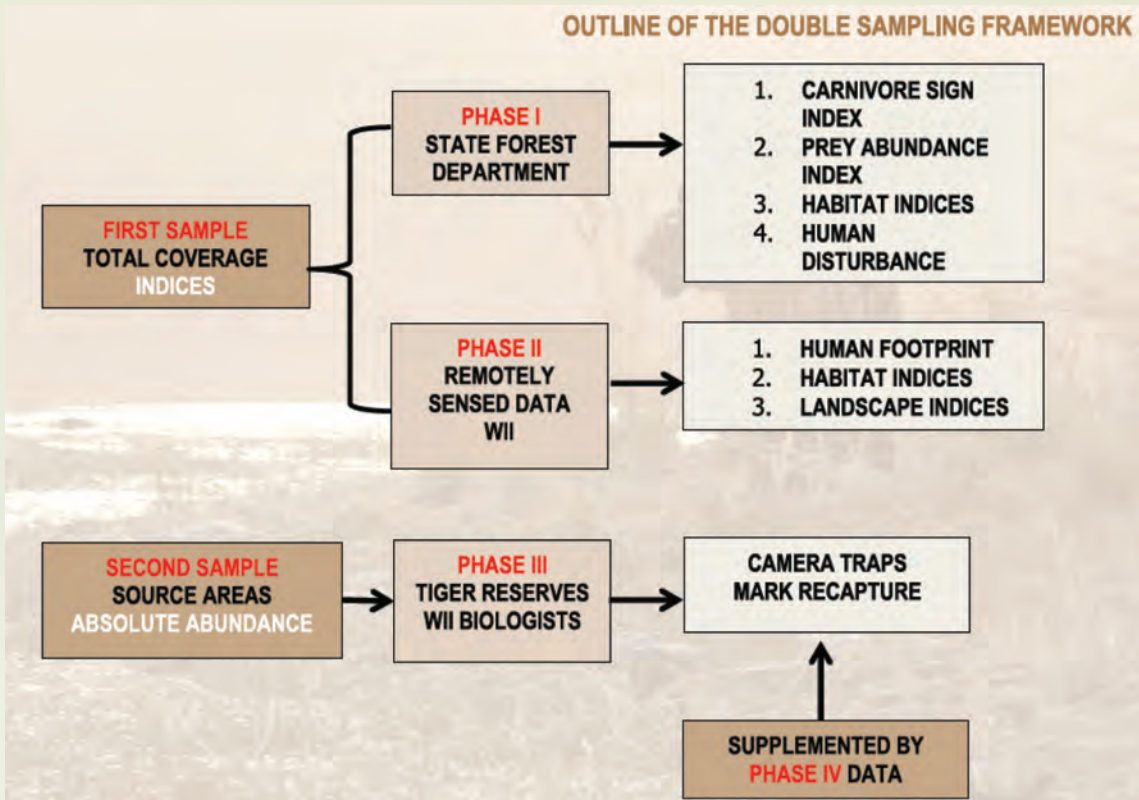 OUTLINE OF THE DOUBLE SAMPLING FRAMEWORK
FIRST SAMPLE
TOTAL COVERAGE
INDICES
PHASE I
STATE FOREST
DEPARTMENT
1. CARNIVORE SIGN
INDEX
2. PREY ABUNDANCE
INDEX
3. HABITAT INDICES
4. HUMAN
DISTURBANCE
PHASE II
REMOTELY
SENSED DATA
WII
1. HUMAN FOOTPRINT
2. HABITAT INDICES
3. LANDSCAPE INDICES
SECOND SAMPLE
SOURCE AREAS
ABSOLUTE ABUNDANCE
PHASE III
TIGER RESERVES
WII BIOLOGISTS
CAMERA TRAPS
MARK RECAPTURE
SUPPLEMENTED BY
PHASE IV DATA